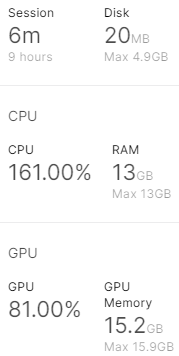 Session Disk
6m 20MB
9 hours Max 4.9GB
CPU
CPU RAM
161.00% 13GB
Max 13GB
GPU
GPU GPU
Memory
81.00% 15.2GB
Max 15.9GB